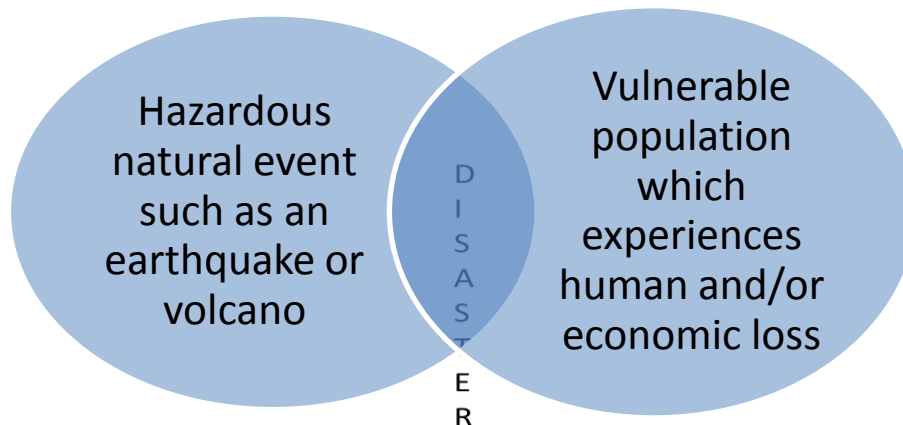 Hazardous
natural event
such as an
earthquake or
volcano
D
I
S
A
S
T
E
R
Vulnerable
population
which
experiences
human and/or
economic loss